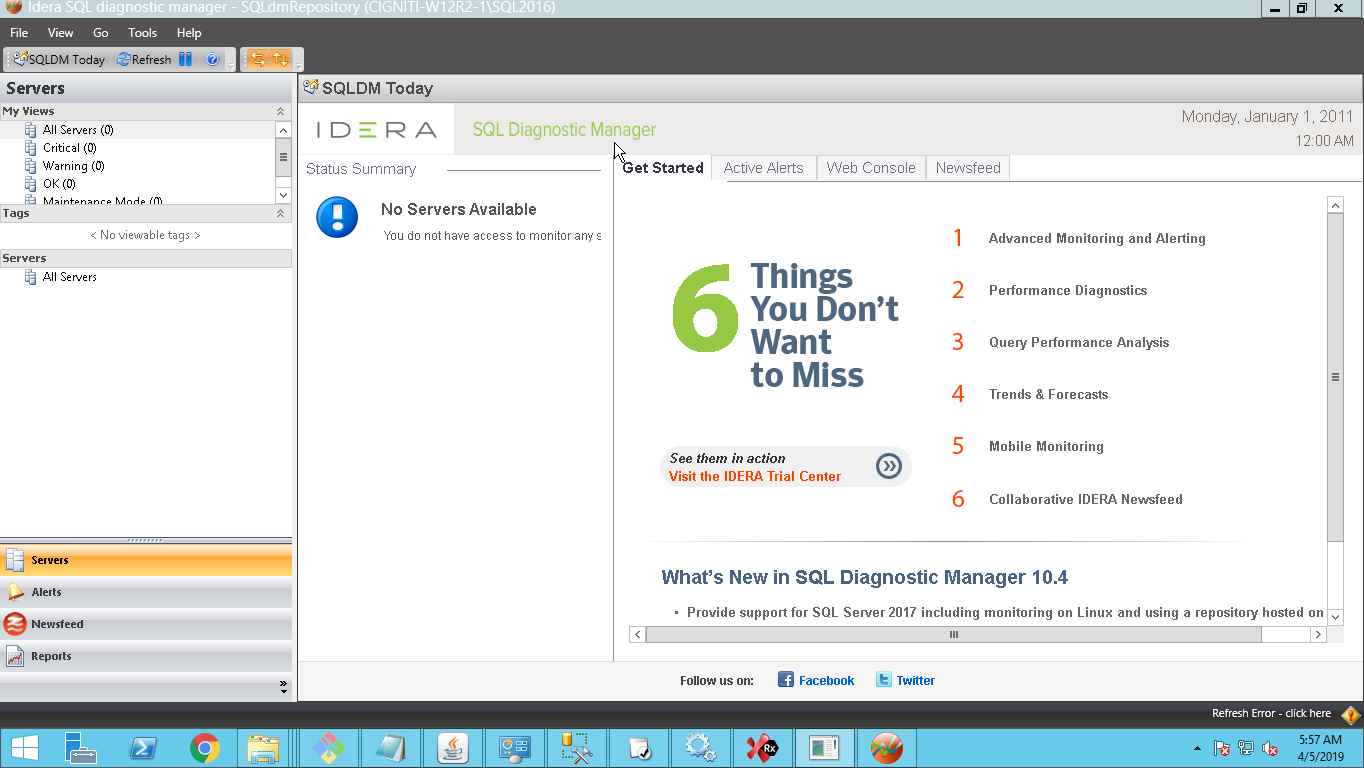 Idera SQL diagnostic manager - SQLdmRepository (CIGNITI-W12R2-1\SQL2016)
File View Go Tools Help
SQLDM Today Refresh
Servers
My Views
All Servers (0)
Critical (0)
Warning (0)
OK (0)
Maintenance Mode (0)
Tags
< No viewable tags >
Servers
All Servers
Servers
Alerts
Newsfeed
Reports
SQLDM Today
IDERA SQL Diagnostic Manager
Monday, January 1, 2011
12:00 AM
Status Summary
No Servers Available
You do not have access to monitor any s
Get Started Active Alerts Web Console Newsfeed
6 Things
You Don't
Want
to Miss
See them in action
Visit the IDERA Trial Center
1 Advanced Monitoring and Alerting
2 Performance Diagnostics
3 Query Performance Analysis
4 Trends & Forecasts
5 Mobile Monitoring
6 Collaborative IDERA Newsfeed
What's New in SQL Diagnostic Manager 10.4
• Provide support for SQL Server 2017 including monitoring on Linux and using a repository hosted on
Follow us on: Facebook Twitter
Refresh Error - click here
Rx
5:57 AM
4/5/2019